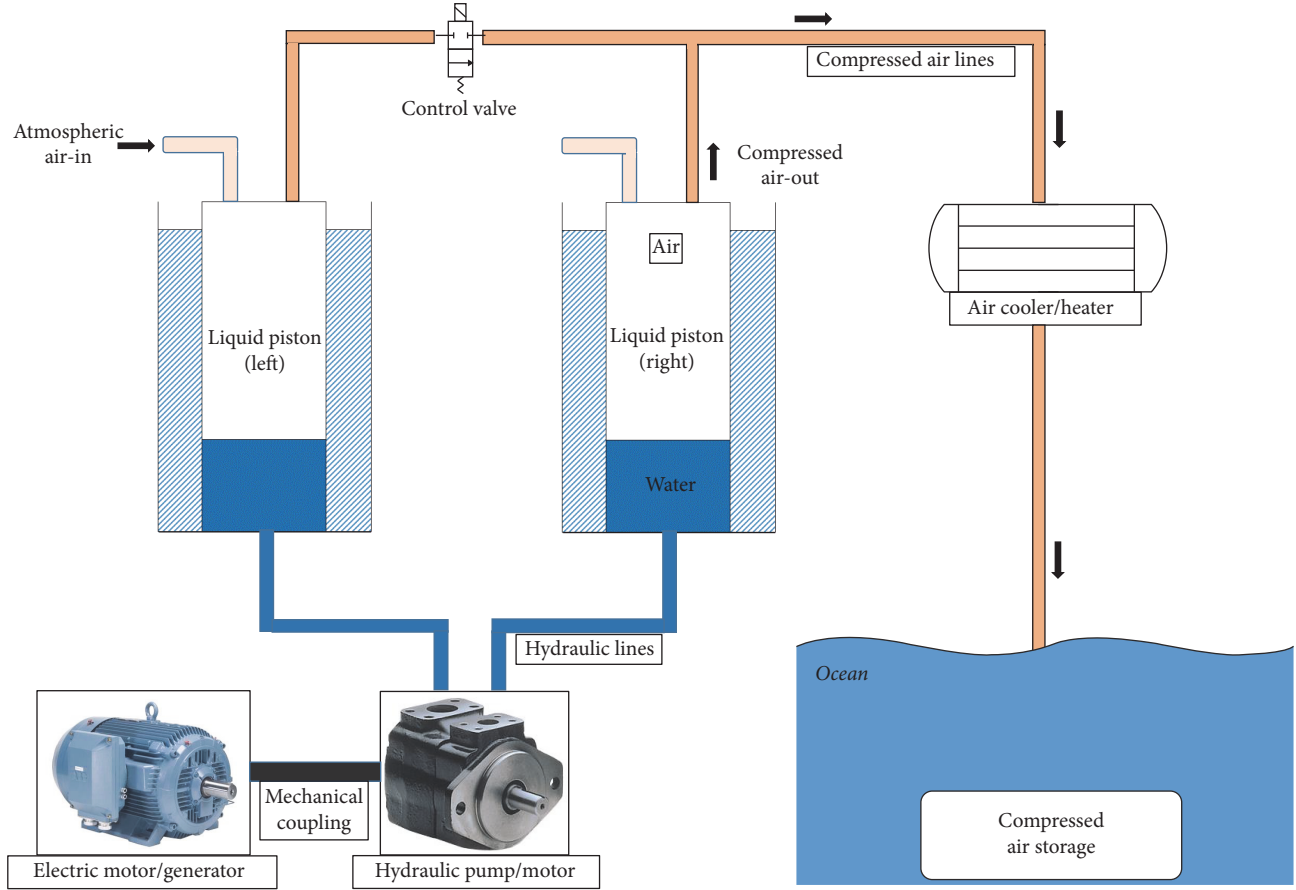 Compressed air lines
Control valve
Atmospheric
air-in
Compressed
air-out
Air
Air cooler/heater
Liquid piston
(left)
Liquid piston
(right)
Water
Hydraulic lines
Ocean
Mechanical
coupling
Compressed
air storage
Electric motor/generator
Hydraulic pump/motor